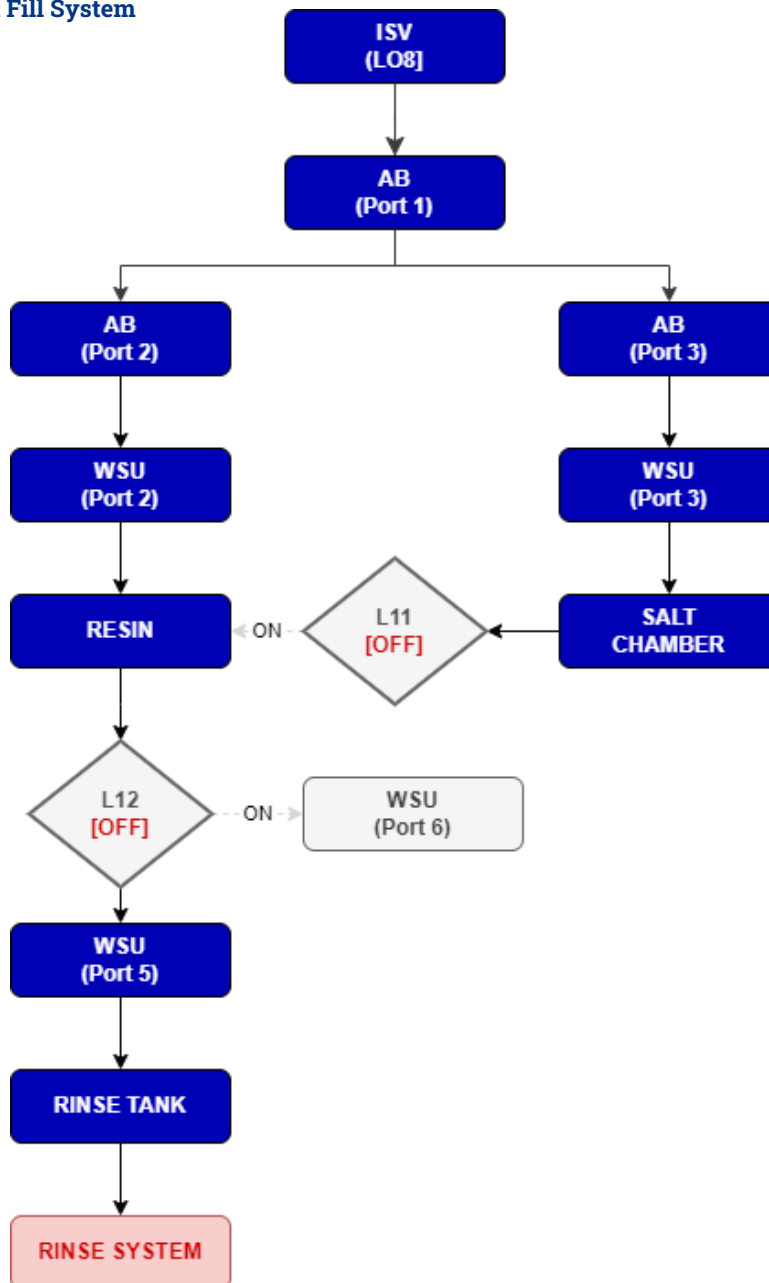 Fill System
ISV
(LO8]
AB
(Port 1)
AB
(Port 2)
AB
(Port 3)
WSU
(Port 2)
WSU
(Port 3)
RESIN
ON
L11
[OFF]
SALT
CHAMBER
L12
[OFF]
ON
WSU
(Port 6)
WSU
(Port 5)
RINSE TANK
RINSE SYSTEM